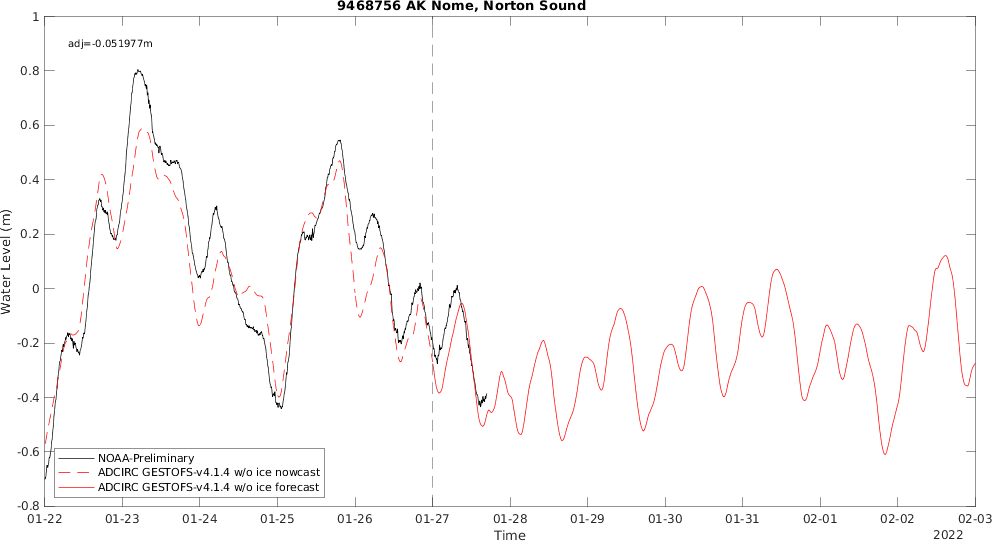 9468756 AK Nome, Norton Sound
adj=-0.051977m
1
0.8
0.6
0.4
0.2
0
-0.2
-0.4
-0.6
-0.8
Water Level (m)
NOAA-Preliminary
ADCIRC GESTOFS-v4.1.4 w/o ice nowcast
ADCIRC GESTOFS-v4.1.4 w/o ice forecast
01-22 01-23 01-24 01-25 01-26 01-27 01-28 01-29 01-30 01-31 02-01 02-02 02-03
Time
2022